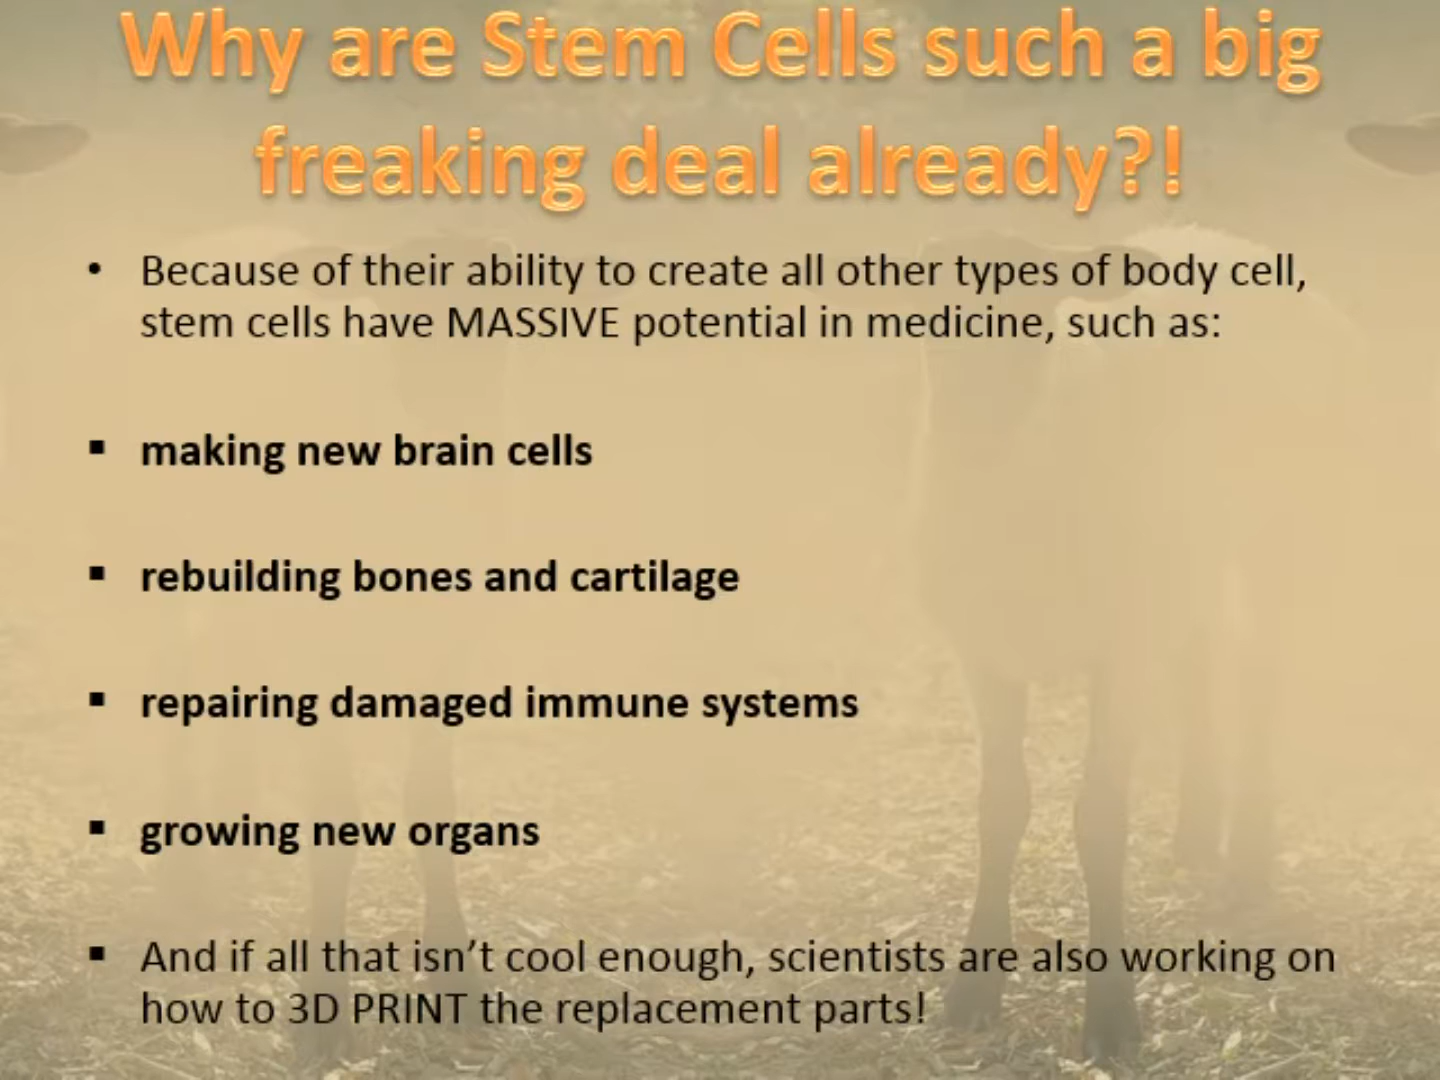 Why are Stem Cells such a big
freaking deal already?!
• Because of their ability to create all other types of body cell,
stem cells have MASSIVE potential in medicine, such as:
▪ making new brain cells
▪ rebuilding bones and cartilage
▪ repairing damaged immune systems
▪ growing new organs
▪ And if all that isn’t cool enough, scientists are also working on
how to 3D PRINT the replacement parts!